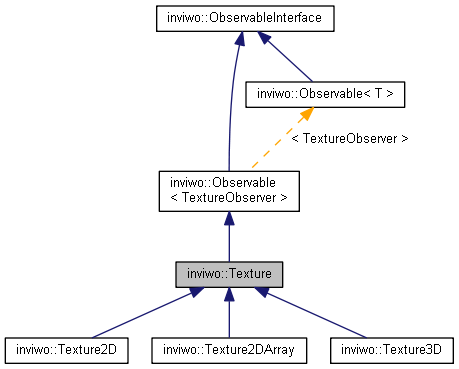 inviwo::ObservableInterface
inviwo::Observable< T >
< TextureObserver >
inviwo::Observable
< TextureObserver >
inviwo::Texture
inviwo::Texture2D
inviwo::Texture2DArray
inviwo::Texture3D